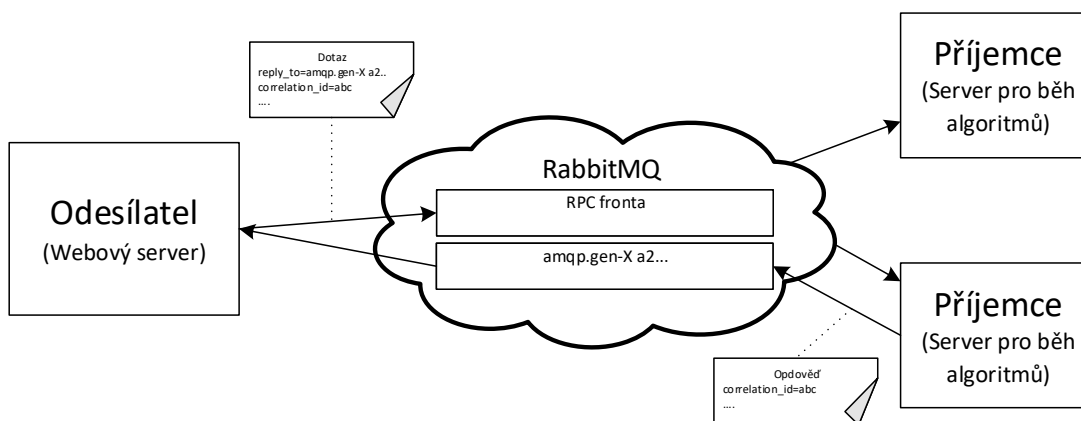 Dotaz
reply_to=amqp.gen-X a2..
correlation_id=abc
....
Příjemce
(Server pro běh
algoritmů)
RabbitMQ
RPC fronta
Odesílatel
(Webový server)
amqp.gen-X a2...
Příjemce
(Server pro běh
algoritmů)
Opdověď
correlation_id=abc
....